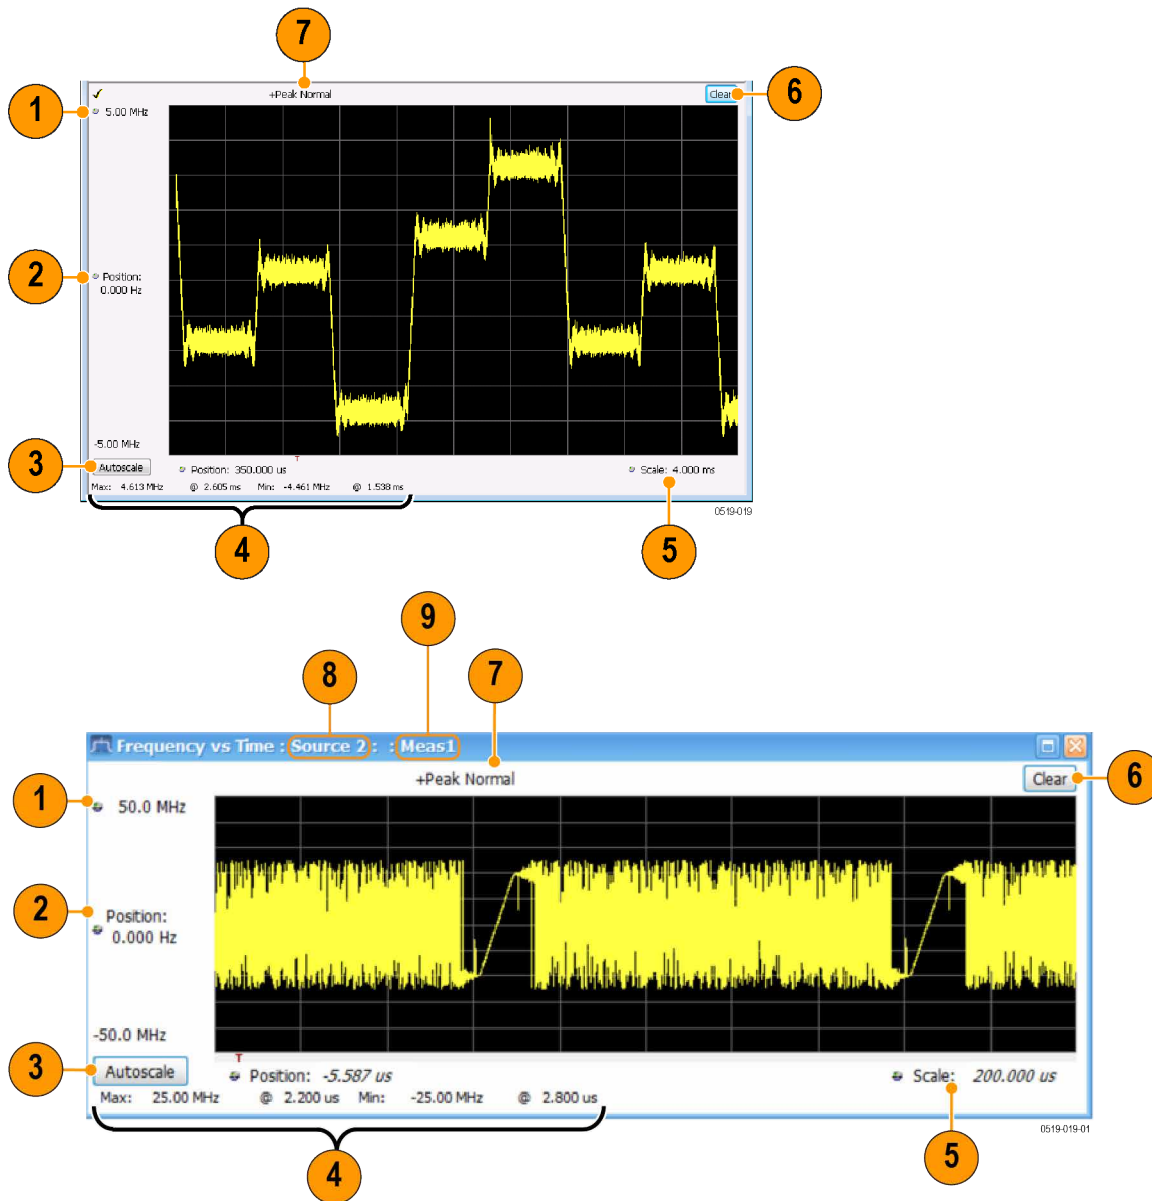 7
+Peak Normal
Clear
6
1
5.00 MHz
2
Position:
0.000 Hz
-5.00 MHz
3
Autoscale
T
Position: 350.000 us
Scale: 4.000 ms
Max: 4.613 MHz @ 2.605 ms Min: -4.461 MHz @ 1.538 ms
0519-019
4
5
9
8
7
Frequency vs Time : Source 2 : : Meas1
+Peak Normal
Clear
6
1
50.0 MHz
2
Position:
0.000 Hz
-50.0 MHz
3
Autoscale
T
Position: -5.587 us
Scale: 200.000 us
Max: 25.00 MHz @ 2.200 us Min: -25.00 MHz @ 2.800 us
0519-019-01
4
5